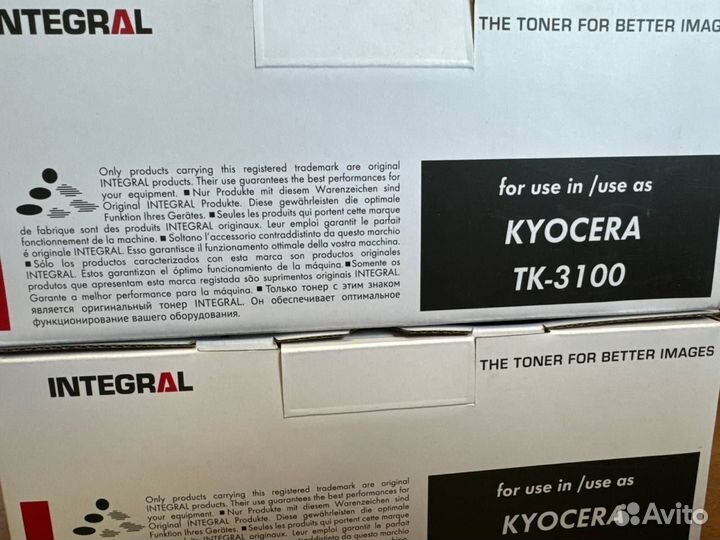 NTEGRAL
THE TONER FOR BETTER IMAG
Only products carrying this registered trademark are original
INTEGRAL products. Their use guarantees the best performances for
your equipment. ■ Nur Produkte mit diesem Warenzeichen sind
Original INTEGRAL Produkte. Diese gewährleisten die optimale
Funktion Ihres Gerätes. ■ Seules les produits qui portent cette marque
de fabrique sont des produits INTEGRAL originaux. Leur emploi garantit le parfait
fonctionnement de la machine. ■ Soltano l'accessorio contraddistinto da questo marchio
é originale INTEGRAL. Esso garantisce il funzionamento ottimale della vostra macchina.
■ Sólo los productos caracterizados con esta marca son productos originales
INTEGRAL. Éstos garantizan el óptimo funcionamiento de la máquina. ■ Somente os
produtos que apresentam esta marca registada são suprimentos originais INTEGRAL.
Garante a melhor performance para la máquina. ■ Только тонер с этим знаком
является оригинальный тонер INTEGRAL. Он обеспечивает оптимальное
функционирование вашего оборудования.
for use in /use as
KYOCERA
TK-3100
INTEGRAL
THE TONER FOR BETTER IMAGES
Only products carrying this registered trademark are original
INTEGRAL products. Their use guarantees the best performances for
your equipment. ■ Nur Produkte mit diesem Warenzeichen sind
Original INTEGRAL Produkte. Diese gewährleisten die optimale
Funktion Ihres Gerätes. ■ Seules les produits qui portent cette marque
INTEGRAL originaux. Leur emploi garantit le parfait
for use in /use as
KYOCERA
Avito